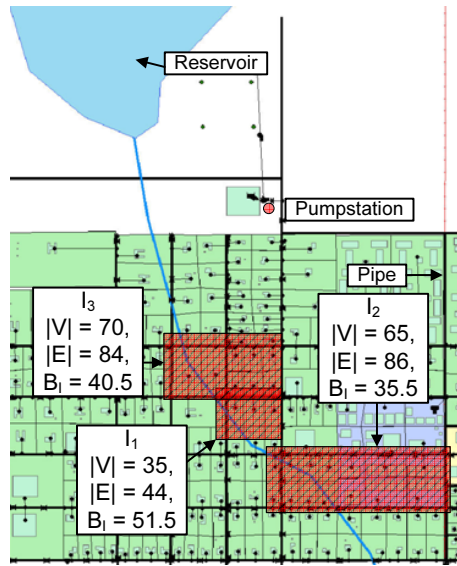 Reservoir
Pumpstation
Pipe
I₃
|V| = 70,
|E| = 84,
Bₗ = 40.5
I₂
|V| = 65,
|E| = 86,
Bₗ = 35.5
I₁
|V| = 35,
|E| = 44,
Bₗ = 51.5